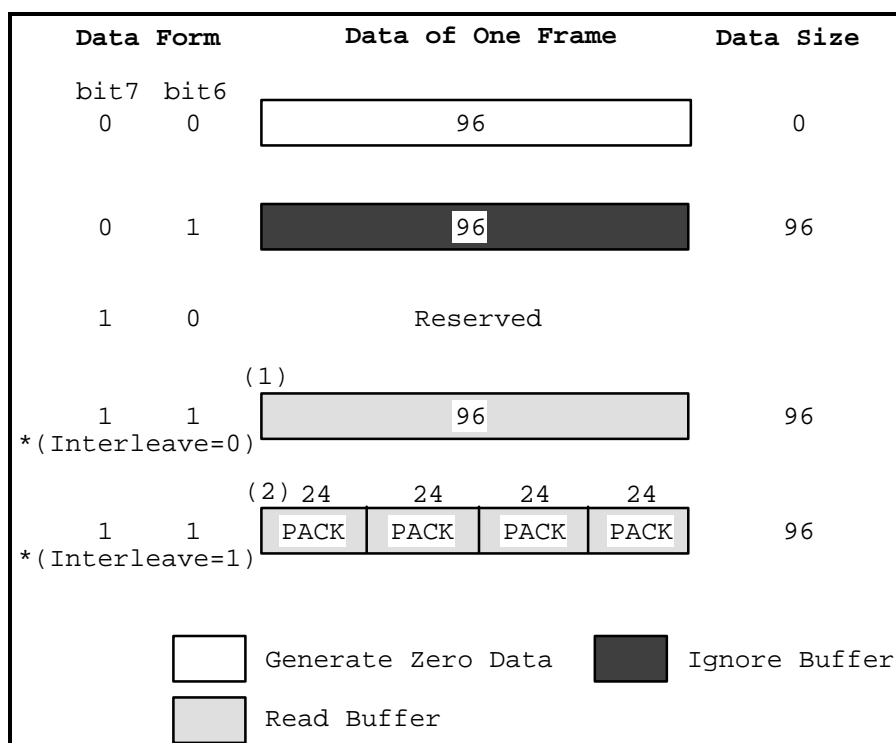 Data Form Data of One Frame Data Size
bit7 bit6
0 0 96 0
0 1 96 96
1 0 Reserved
(1)
1 1 96 96
*(Interleave=0)
(2) 24 24 24 24
1 1 PACK PACK PACK PACK 96
*(Interleave=1)
Generate Zero Data Ignore Buffer
Read Buffer